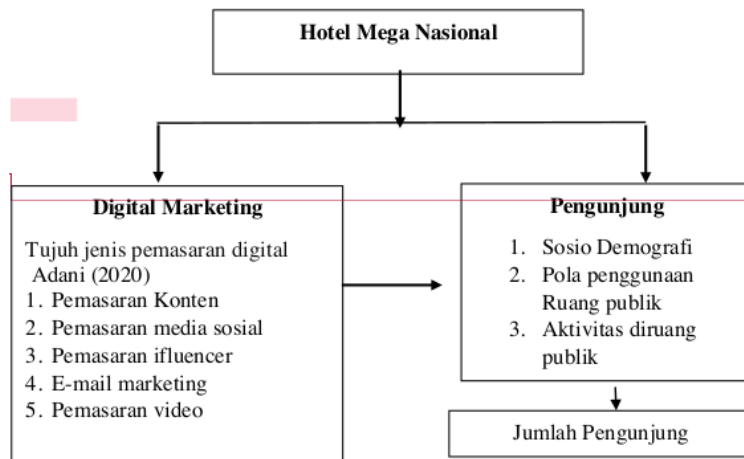 Hotel Mega Nasional
Digital Marketing
Tujuh jenis pemasaran digital
Adani (2020)
1. Pemasaran Konten
2. Pemasaran media sosial
3. Pemasaran ifluencer
4. E-mail marketing
5. Pemasaran video
Pengunjung
1. Sosio Demografi
2. Pola penggunaan
Ruang publik
3. Aktivitas diruang
publik
Jumlah Pengunjung